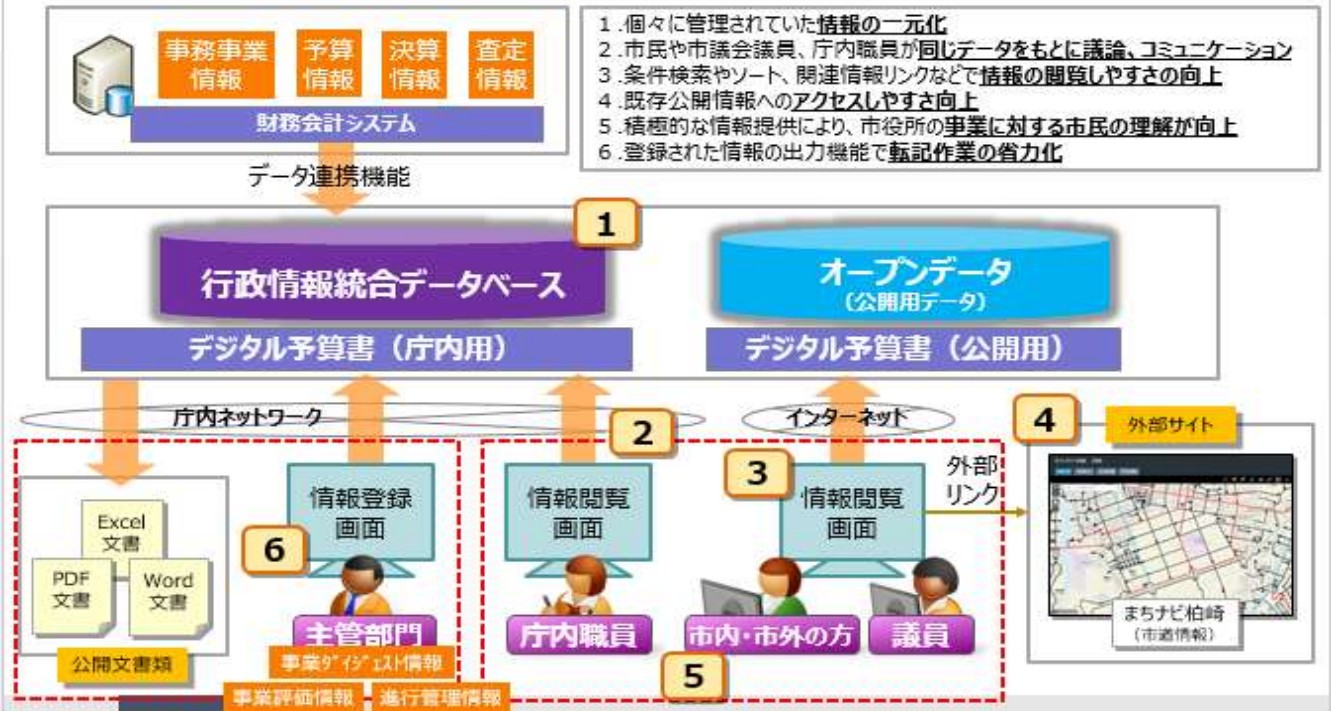 事務事業
情報
予算
情報
決算
情報
査定
情報
財務会計システム
1.個々に管理されていた情報の一元化
2.市民や市議会議員、庁内職員が同じデータをもとに議論、コミュニケーション
3.条件検索やソート、関連情報リンクなどで情報の閲覧しやすさの向上
4.既存公開情報へのアクセスしやすさ向上
5.積極的な情報提供により、市役所の事業に対する市民の理解が向上
6.登録された情報の出力機能で転記作業の省力化
データ連携機能
1
行政情報統合データベース
デジタル予算書（庁内用）
オープンデータ
（公開用データ）
デジタル予算書（公開用）
庁内ネットワーク
インターネット
2
3
4
外部サイト
外部
リンク
Excel
文書
PDF
文書
Word
文書
公開文書類
情報登録
画面
6
主管部門
事業ダイジェスト情報
事業評価情報
進行管理情報
情報閲覧
画面
庁内職員
情報閲覧
画面
市内・市外の方
議員
5
まちナビ柏崎
（市道情報）